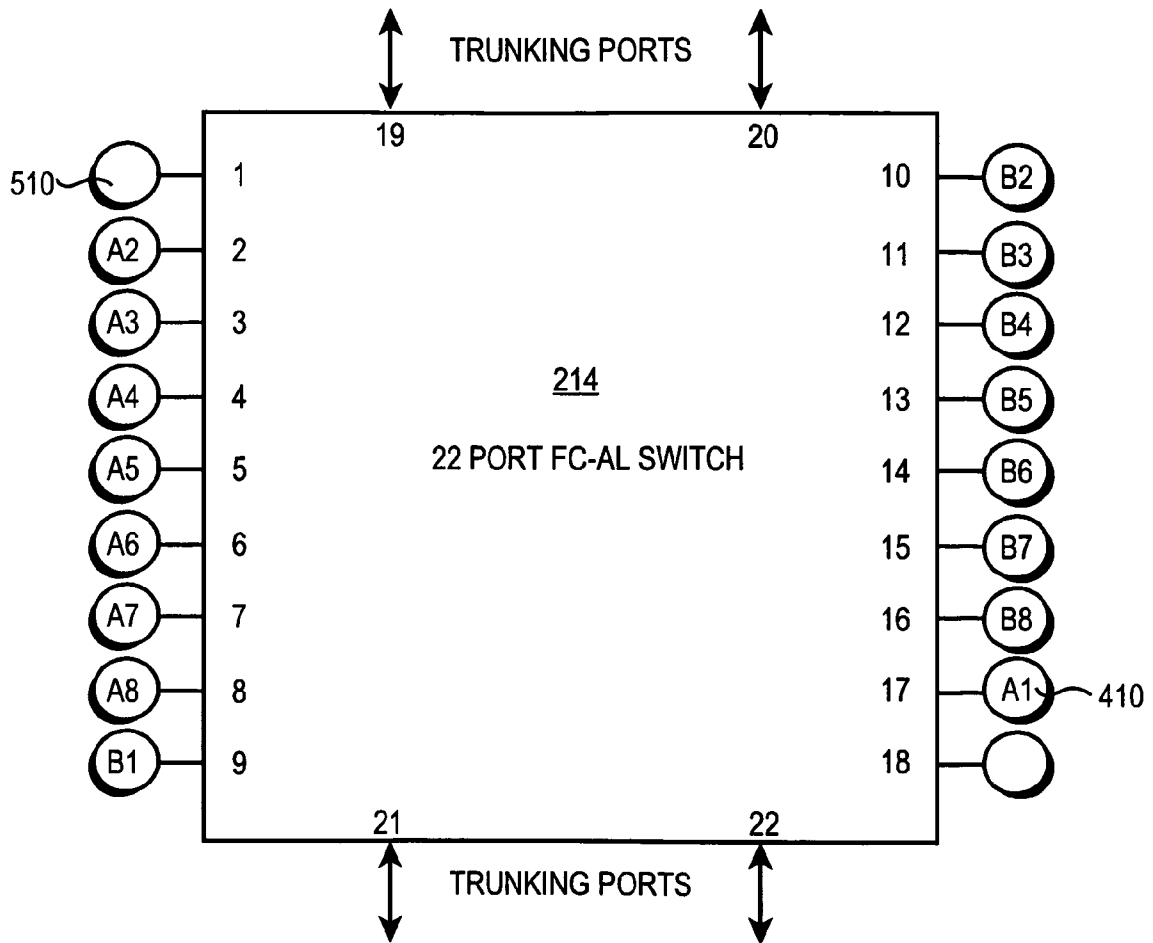 TRUNKING PORTS
19 20
510 1 10 B2
A2 2 11 B3
A3 3 12 B4
A4 4 214 13 B5
A5 5 22 PORT FC-AL SWITCH 14 B6
A6 6 15 B7
A7 7 16 B8
A8 8 17 A1 410
B1 9 18
21 22
TRUNKING PORTS